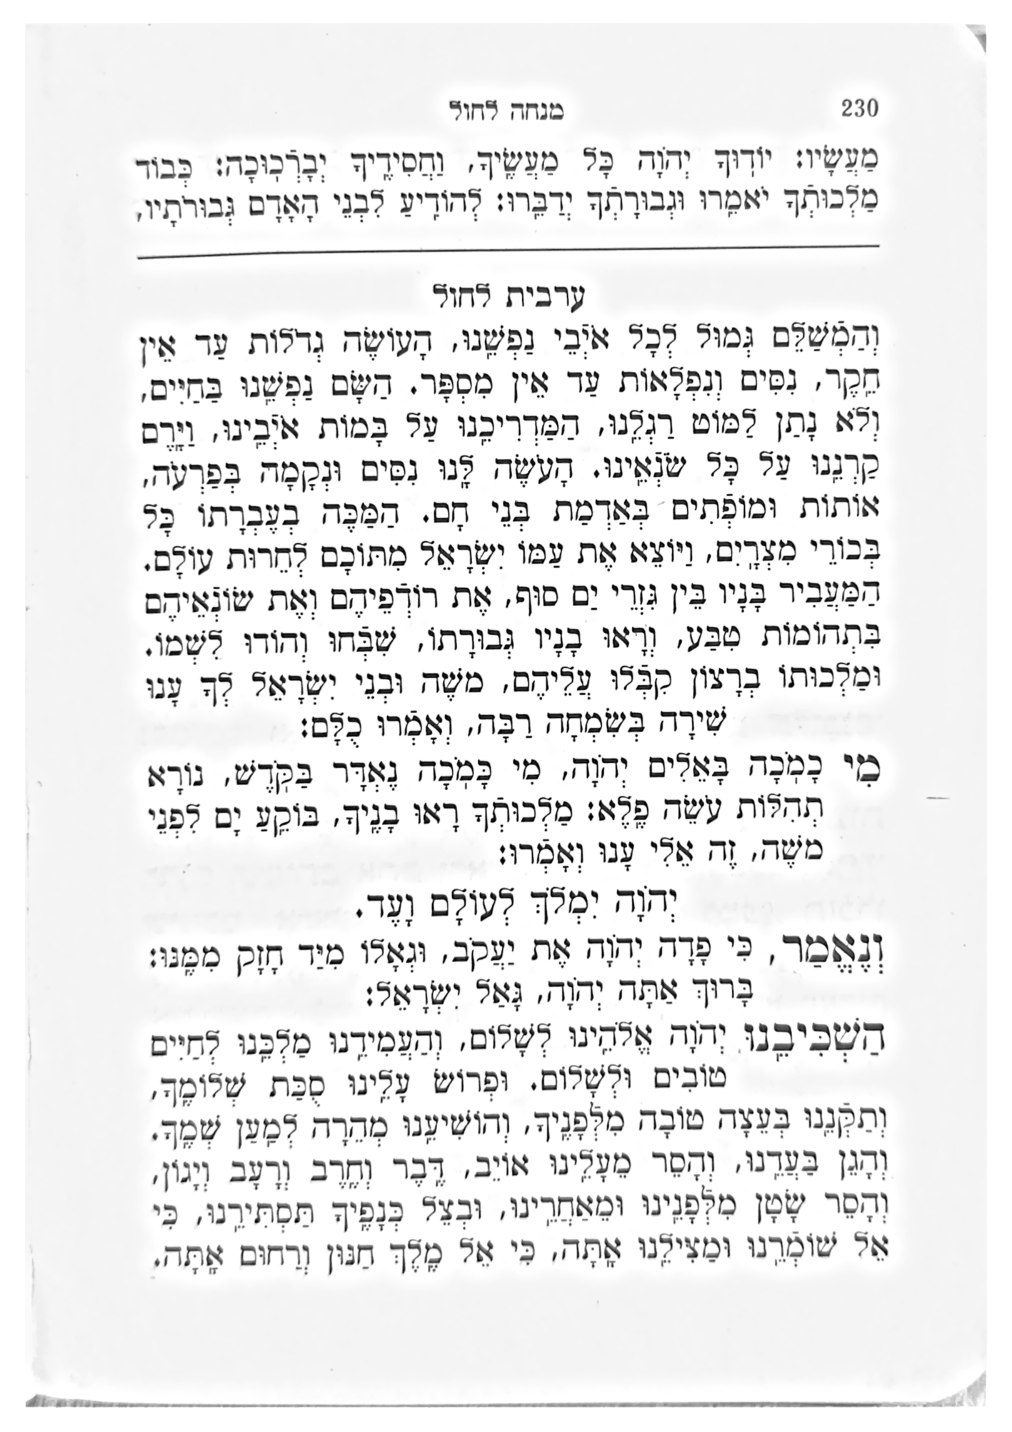 230
מנחה לחול
מַעֲשָׂיו: יוֹדֽוּךָ יְהֹוָה כָּל מַעֲשֶֽׂיךָ, וַחֲסִידֶֽיךָ יְבָרְכֽוּכָה: כְּבוֹד
מַלְכוּתְךָ יֹאמֵֽרוּ וּגְבוּרָתְךָ יְדַבֵּֽרוּ: לְהוֹדִֽיעַ לִבְנֵי הָאָדָם גְּבוּרֹתָיו,
ערבית לחול
וְהַמְשַׁלֵּם גְּמוּל לְכָל אֹיְבֵי נַפְשֵֽׁנוּ, הָעוֹשֶׂה גְדֹלוֹת עַד אֵין
חֵֽקֶר, נִסִּים וְנִפְלָאוֹת עַד אֵין מִסְפָּר. הַשָּׂם נַפְשֵֽׁנוּ בַּחַיִּים,
וְלֹא נָתַן לַמּוֹט רַגְלֵֽנוּ, הַמַּדְרִיכֵֽנוּ עַל בָּמוֹת אֹיְבֵֽינוּ, וַיָּֽרֶם
קַרְנֵֽנוּ עַל כָּל שֹׂנְאֵֽינוּ. הָעֹשֶׂה לָּֽנוּ נִסִּים וּנְקָמָה בְּפַרְעֹה,
אוֹתוֹת וּמוֹפְתִים בְּאַדְמַת בְּנֵי חָם. הַמַּכֶּה בְעֶבְרָתוֹ כָּל
בְּכוֹרֵי מִצְרָֽיִם, וַיּוֹצֵא אֶת עַמּוֹ יִשְׂרָאֵל מִתּוֹכָם לְחֵרוּת עוֹלָם.
הַמַּעֲבִיר בָּנָיו בֵּין גִּזְרֵי יַם סוּף, אֶת רוֹדְפֵיהֶם וְאֶת שׂוֹנְאֵיהֶם
בִּתְהוֹמוֹת טִבַּע, וְרָאוּ בָנָיו גְּבוּרָתוֹ, שִׁבְּחוּ וְהוֹדוּ לִשְׁמוֹ.
וּמַלְכוּתוֹ בְרָצוֹן קִבְּלוּ עֲלֵיהֶם, מֹשֶׁה וּבְנֵי יִשְׂרָאֵל לְךָ עָנוּ
שִׁירָה בְּשִׂמְחָה רַבָּה, וְאָמְרוּ כֻלָּם:
מִי כָמֹֽכָה בָּאֵלִים יְהֹוָה, מִי כָּמֹֽכָה נֶאְדָּר בַּקֹּֽדֶשׁ, נוֹרָא
תְהִלּוֹת עֹשֵׂה פֶֽלֶא: מַלְכוּתְךָ רָאוּ בָנֶֽיךָ, בּוֹקֵֽעַ יָם לִפְנֵי
מֹשֶׁה, זֶה אֵלִי עָנוּ וְאָמְרוּ:
יְהֹוָה יִמְלֹךְ לְעוֹלָם וָעֶד.
וְנֶאֱמַר, כִּי פָדָה יְהֹוָה אֶת יַעֲקֹב, וּגְאָלוֹ מִיַּד חָזָק מִמֶּֽנּוּ:
בָּרוּךְ אַתָּה יְהֹוָה, גָּאַל יִשְׂרָאֵל:
הַשְׁכִּיבֵֽנוּ יְהֹוָה אֱלֹהֵֽינוּ לְשָׁלוֹם, וְהַעֲמִידֵֽנוּ מַלְכֵּֽנוּ לְחַיִּים
טוֹבִים וּלְשָׁלוֹם. וּפְרוֹשׂ עָלֵֽינוּ סֻכַּת שְׁלוֹמֶֽךָ,
וְתַקְּנֵֽנוּ בְּעֵצָה טוֹבָה מִלְּפָנֶֽיךָ, וְהוֹשִׁיעֵֽנוּ מְהֵרָה לְמַֽעַן שְׁמֶֽךָ.
וְהָגֵן בַּעֲדֵֽנוּ, וְהָסֵר מֵעָלֵֽינוּ אוֹיֵב, דֶּֽבֶר וְחֶֽרֶב וְרָעָב וְיָגוֹן,
וְהָסֵר שָׂטָן מִלְּפָנֵֽינוּ וּמֵאַחֲרֵֽינוּ, וּבְצֵל כְּנָפֶֽיךָ תַּסְתִּירֵֽנוּ, כִּי
אֵל שׁוֹמְרֵֽנוּ וּמַצִּילֵֽנוּ אָֽתָּה, כִּי אֵל מֶֽלֶךְ חַנּוּן וְרַחוּם אָֽתָּה.